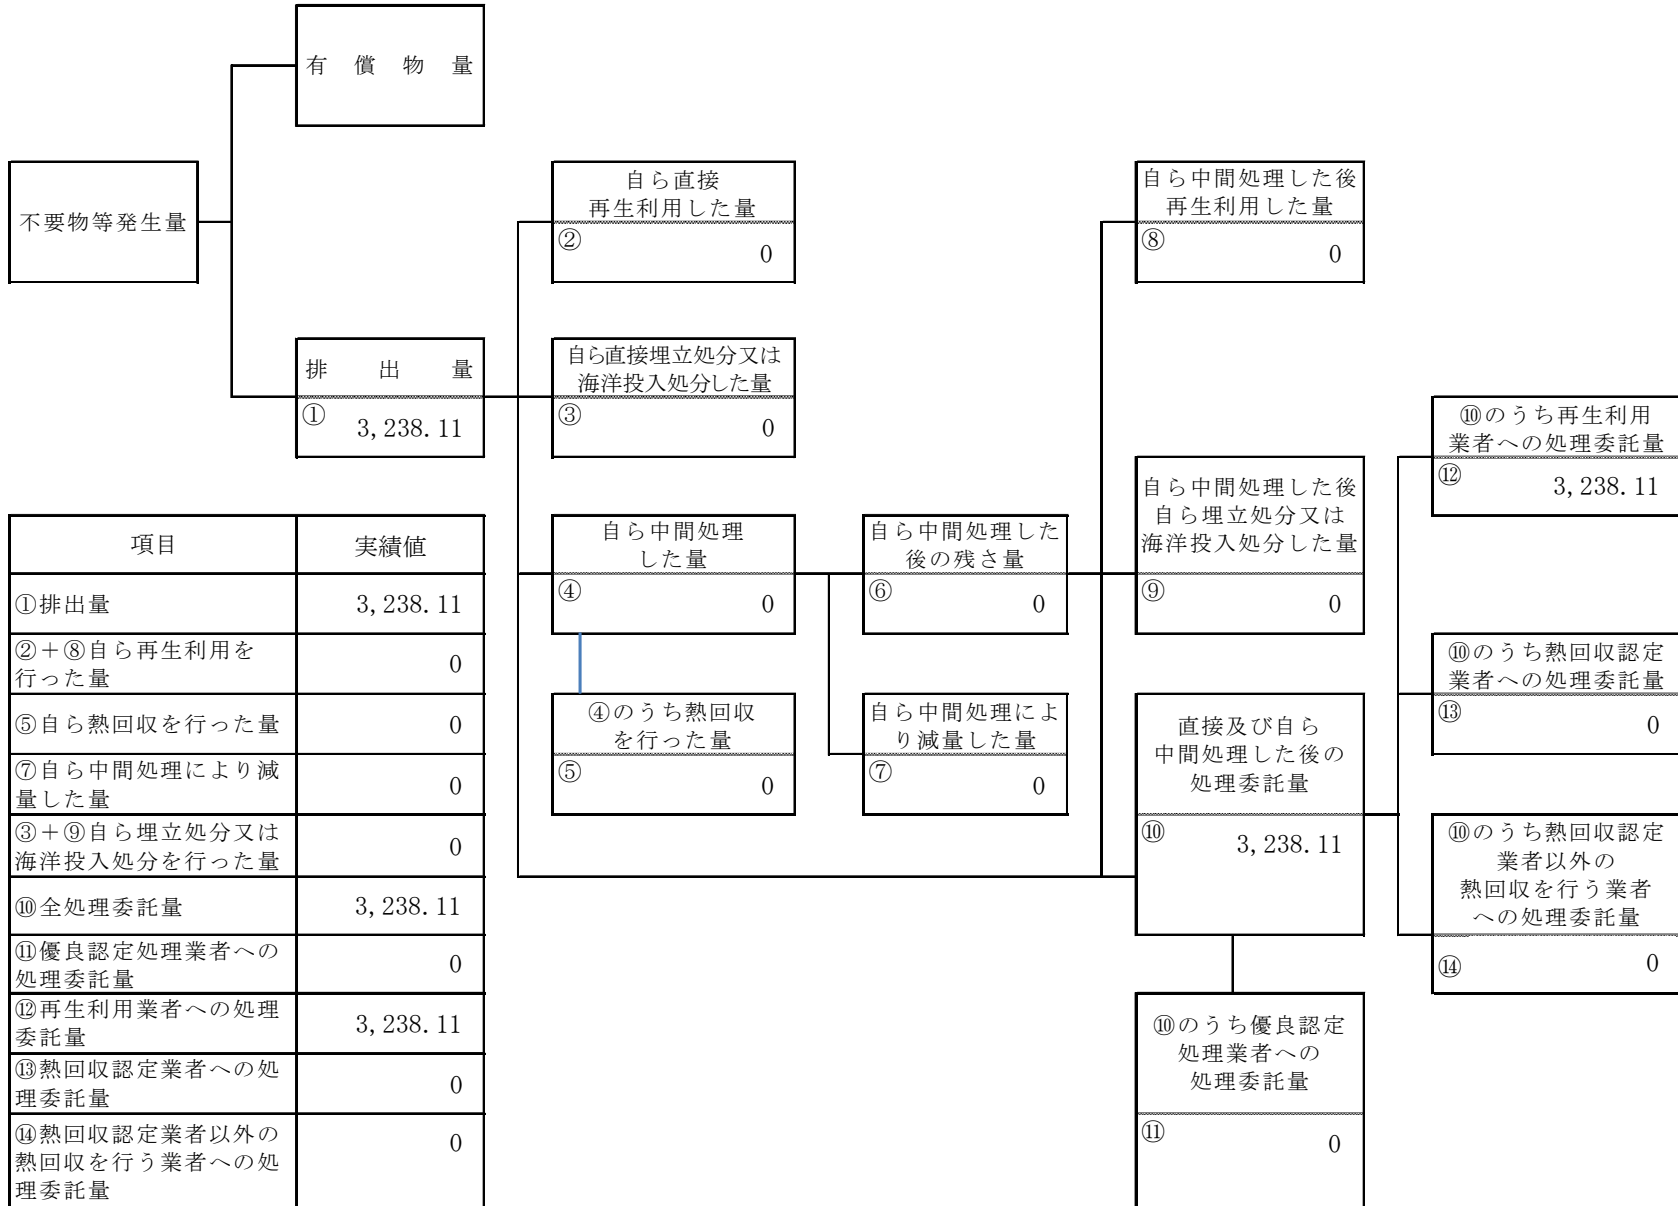 有償物量
不要物等発生量
自ら直接
再生利用した量
②
0
自ら中間処理した後
再生利用した量
⑧
0
排出量
①
3,238.11
自ら直接埋立処分又は
海洋投入処分した量
③
0
⑩のうち再生利用
業者への処理委託量
⑫
3,238.11
自ら中間処理
した量
④
0
自ら中間処理した
後の残さ量
⑥
0
自ら中間処理した後
自ら埋立処分又は
海洋投入処分した量
⑨
0
④のうち熱回収
を行った量
⑤
0
自ら中間処理によ
り減量した量
⑦
0
直接及び自ら
中間処理した後の
処理委託量
⑩
3,238.11
⑩のうち熱回収認定
業者への処理委託量
⑬
0
⑩のうち熱回収認定
業者以外の
熱回収を行う業者
への処理委託量
⑭
0
⑩のうち優良認定
処理業者への
処理委託量
⑪
0
項目 実績値
①排出量 3,238.11
②+⑧自ら再生利用を
行った量
0
⑤自ら熱回収を行った量 0
⑦自ら中間処理により減
量した量
0
③+⑨自ら埋立処分又は
海洋投入処分を行った量
0
⑩全処理委託量 3,238.11
⑪優良認定処理業者への
処理委託量
0
⑫再生利用業者への処理
委託量
3,238.11
⑬熱回収認定業者への処
理委託量
0
⑭熱回収認定業者以外の
熱回収を行う業者への処
理委託量
0